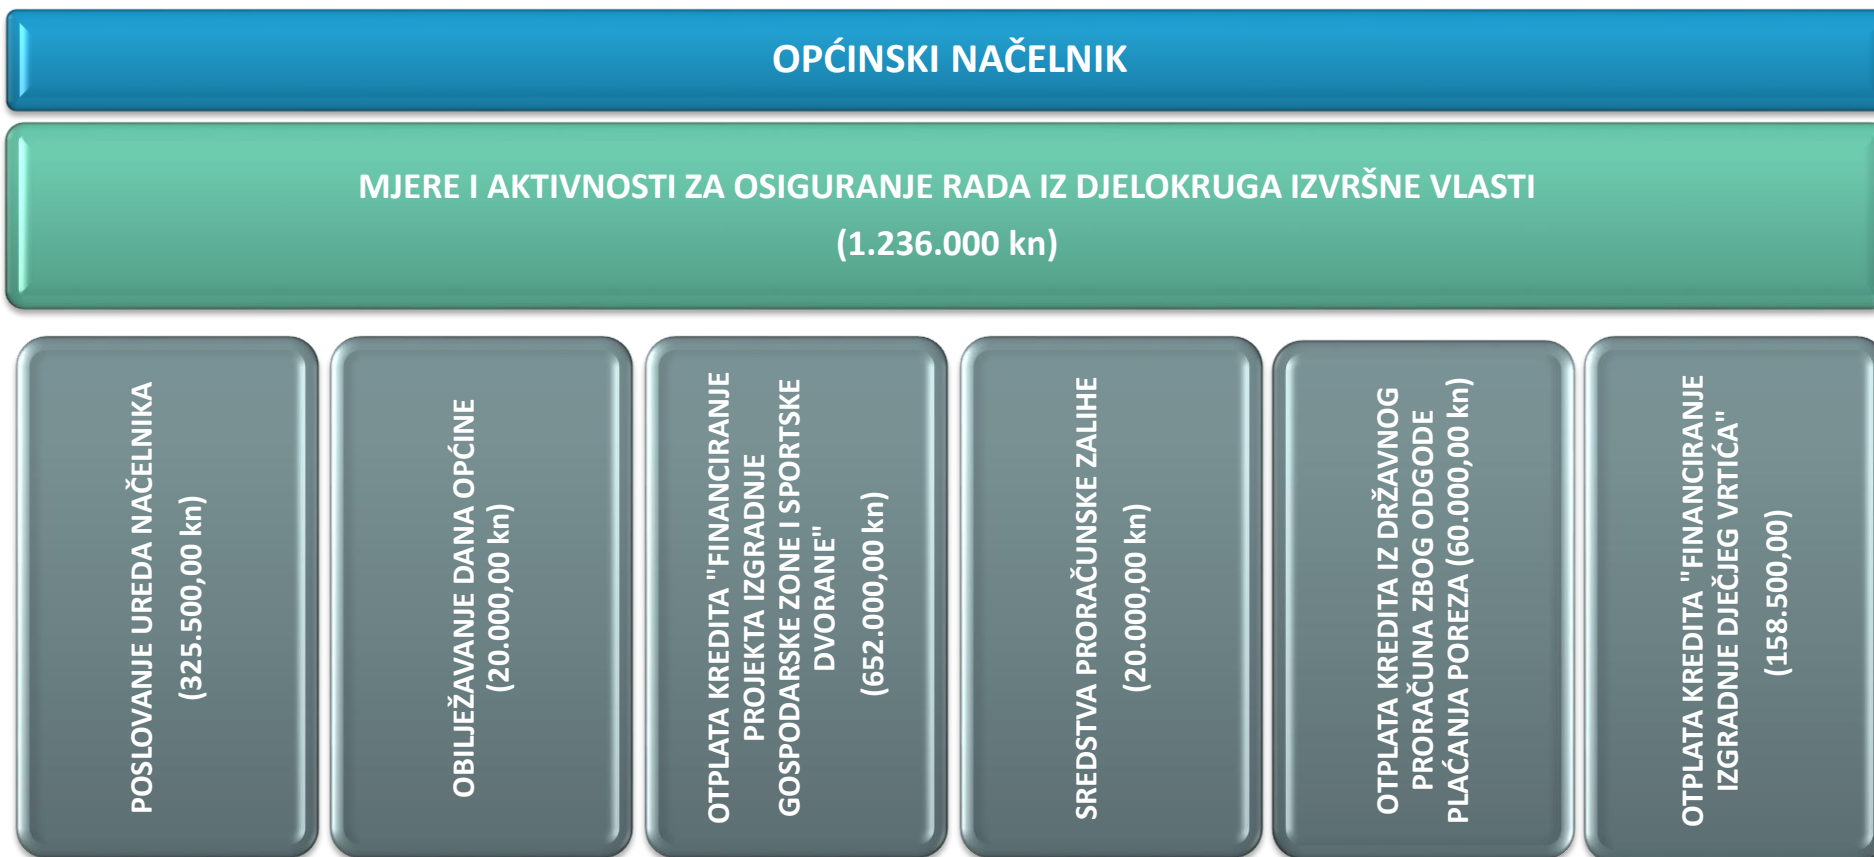 OPĆINSKI NAČELNIK
MJERE I AKTIVNOSTI ZA OSIGURANJE RADA IZ DJELOKRUGA IZVRŠNE VLASTI
(1.236.000 kn)
POSLOVANJE UREDA NAČELNIKA
(325.500,00 kn)
OBILJEŽAVANJE DANA OPĆINE
(20.000,00 kn)
OTPLATA KREDITA "FINANCIRANJE
PROJEKTA IZGRADNJE
GOSPODARSKE ZONE I SPORTSKE
DVORANE"
(652.000,00 kn)
SREDSTVA PRORAČUNSKE ZALIHE
(20.000,00 kn)
OTPLATA KREDITA IZ DRŽAVNOG
PRORAČUNA ZBOG ODGODE
PLAĆANJA POREZA (60.000,00 kn)
OTPLATA KREDITA "FINANCIRANJE
IZGRADNJE DJEČJEG VRTIĆA"
(158.500,00)